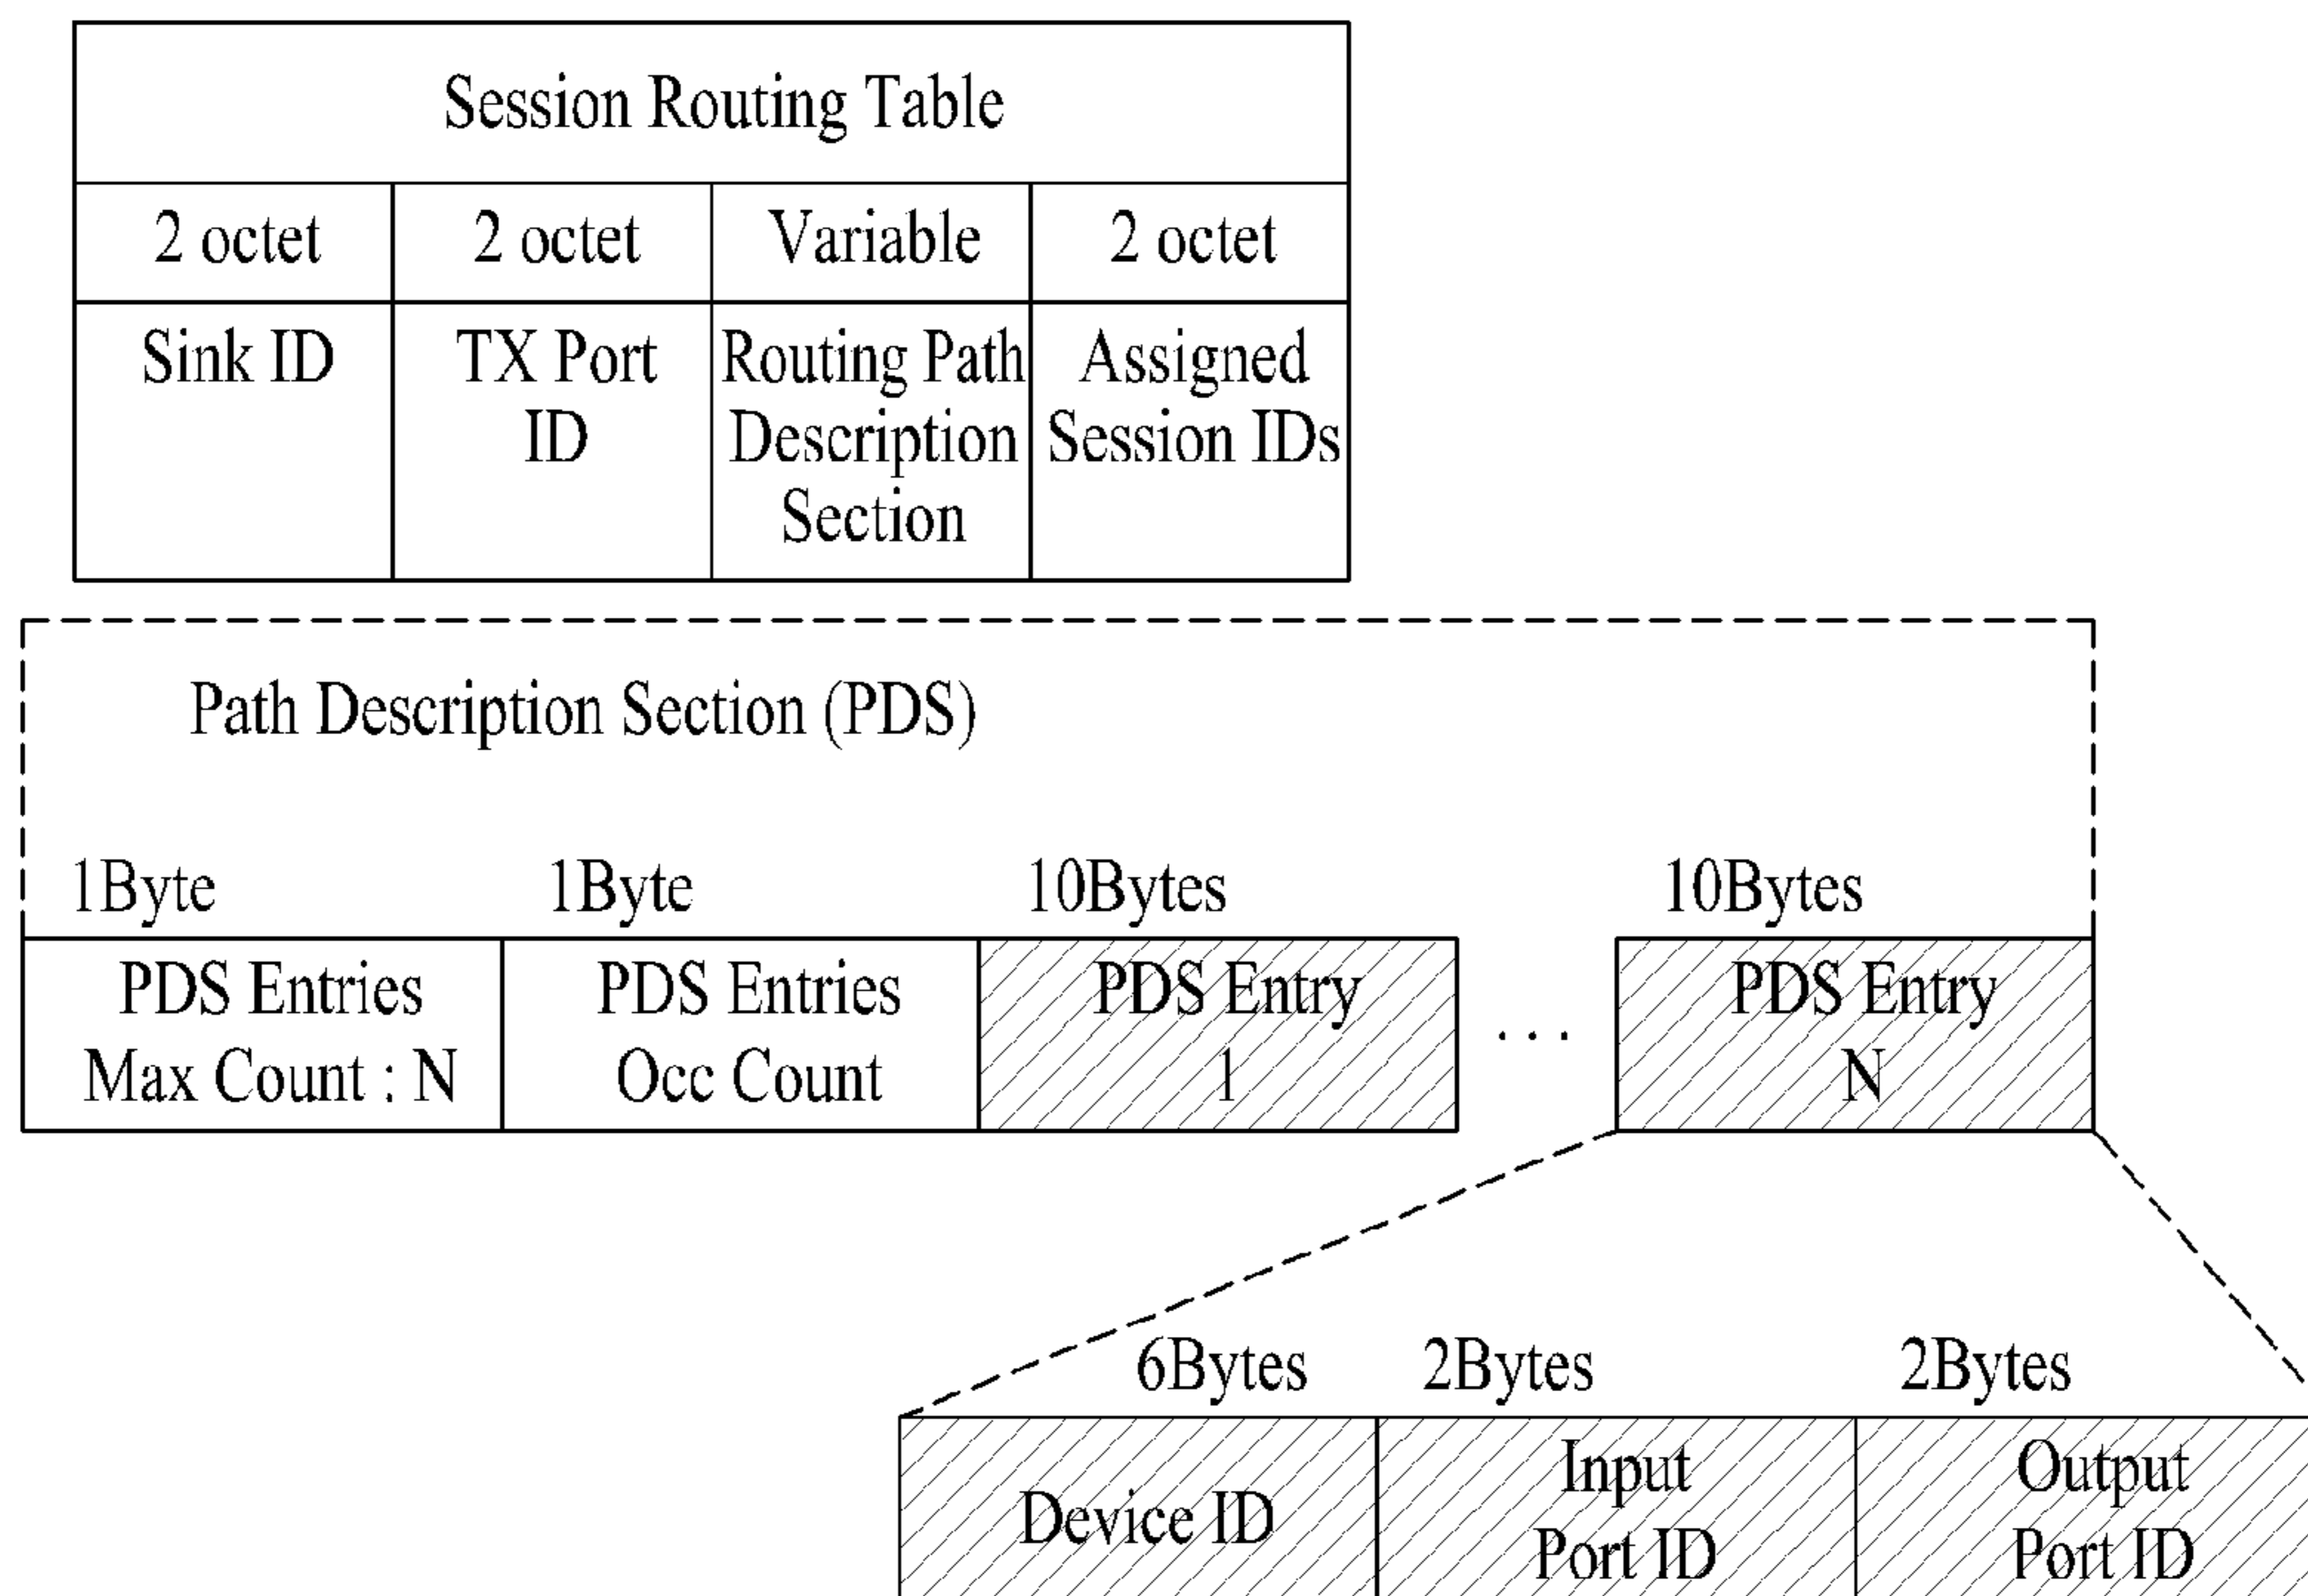 Session Routing Table
2 octet 2 octet Variable 2 octet
Sink ID TX Port Routing Path Assigned
ID Description Session IDs
Section
Path Description Section (PDS)
1Byte 1Byte 10Bytes 10Bytes
PDS Entries PDS Entries PDS Entry PDS Entry
Max Count : N Occ Count 1 ... N
6Bytes 2Bytes 2Bytes
Device ID Input Output
Port ID Port ID